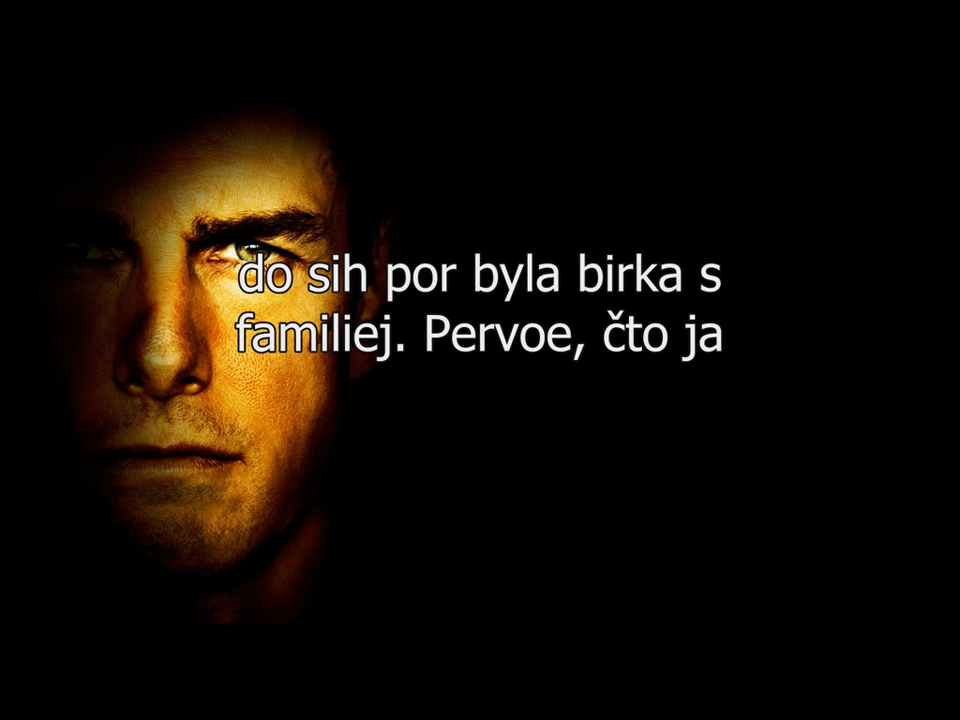 do sih por byla birka s
familiej. Pervoe, čto ja